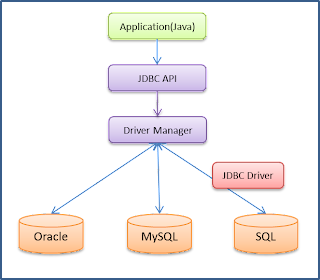 Application(Java)
JDBC API
Driver Manager
JDBC Driver
Oracle
MySQL
SQL